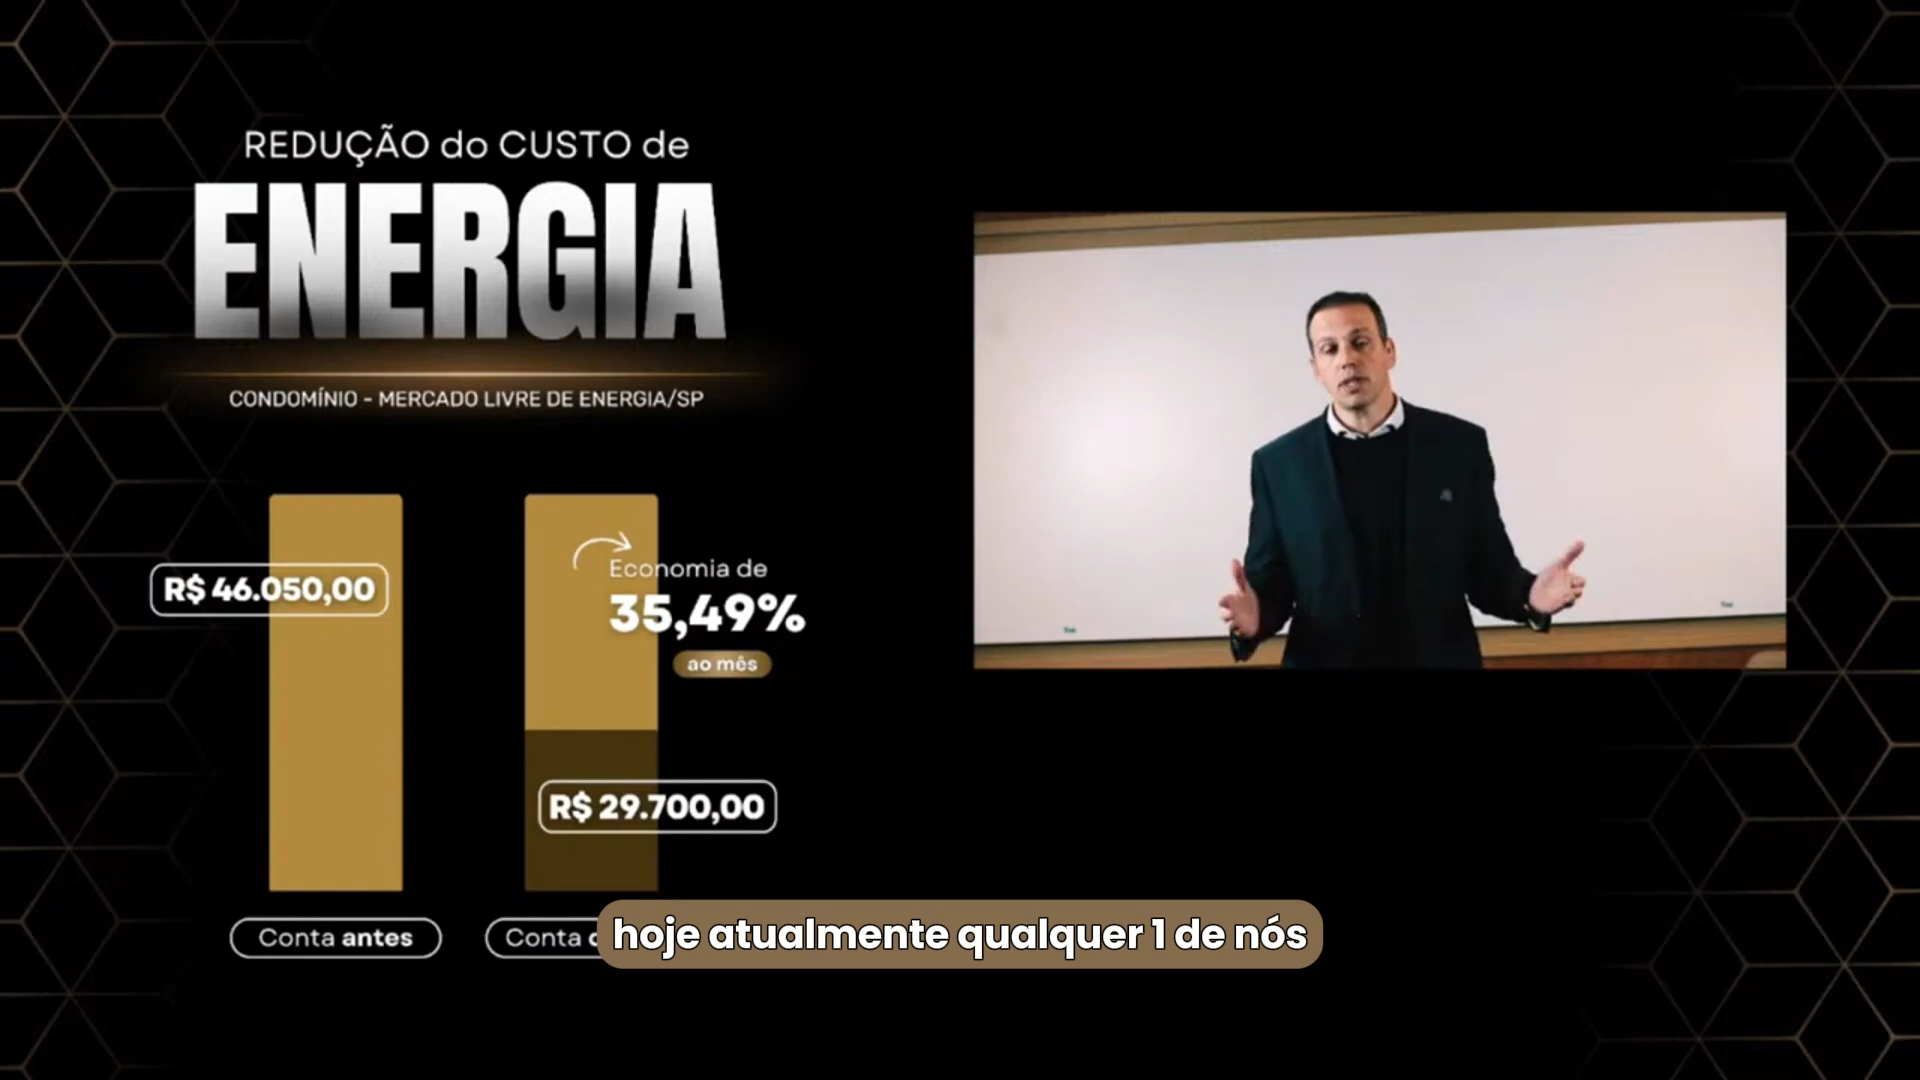 REDUÇÃO do CUSTO de
ENERGIA
CONDOMÍNIO - MERCADO LIVRE DE ENERGIA/SP
R$ 46.050,00
Economia de
35,49%
ao mês
R$ 29.700,00
Conta antes
Conta
hoje atualmente qualquer 1 de nós